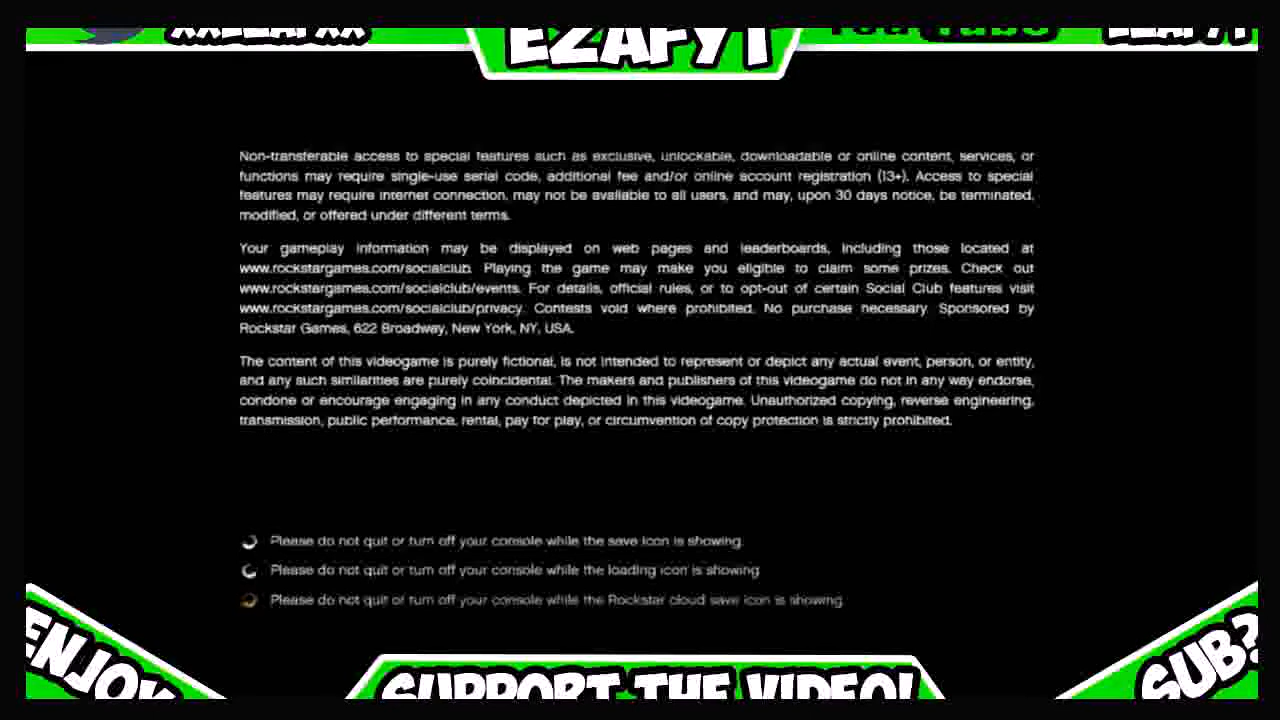 xxEZAFxx
EZAFYT
YouTube
EZAFYT
Non-transferable access to special features such as exclusive, unlockable, downloadable or online content, services, or
functions may require single-use serial code, additional fee and/or online account registration (13+). Access to special
features may require internet connection, may not be available to all users, and may, upon 30 days notice, be terminated,
modified, or offered under different terms.
Your gameplay information may be displayed on web pages and leaderboards, including those located at
www.rockstargames.com/socialclub. Playing the game may make you eligible to claim some prizes. Check out
www.rockstargames.com/socialclub/events. For details, official rules, or to opt-out of certain Social Club features visit
www.rockstargames.com/socialclub/privacy. Contests void where prohibited. No purchase necessary. Sponsored by
Rockstar Games, 622 Broadway, New York, NY, USA.
The content of this videogame is purely fictional, is not intended to represent or depict any actual event, person, or entity,
and any such similarities are purely coincidental. The makers and publishers of this videogame do not in any way endorse,
condone or encourage engaging in any conduct depicted in this videogame. Unauthorized copying, reverse engineering,
transmission, public performance, rental, pay for play, or circumvention of copy protection is strictly prohibited.
Please do not quit or turn off your console while the save icon is showing.
Please do not quit or turn off your console while the loading icon is showing
Please do not quit or turn off your console while the Rockstar cloud save icon is showing.
ENJOY
SUB?
SUPPORT THE VIDEO!